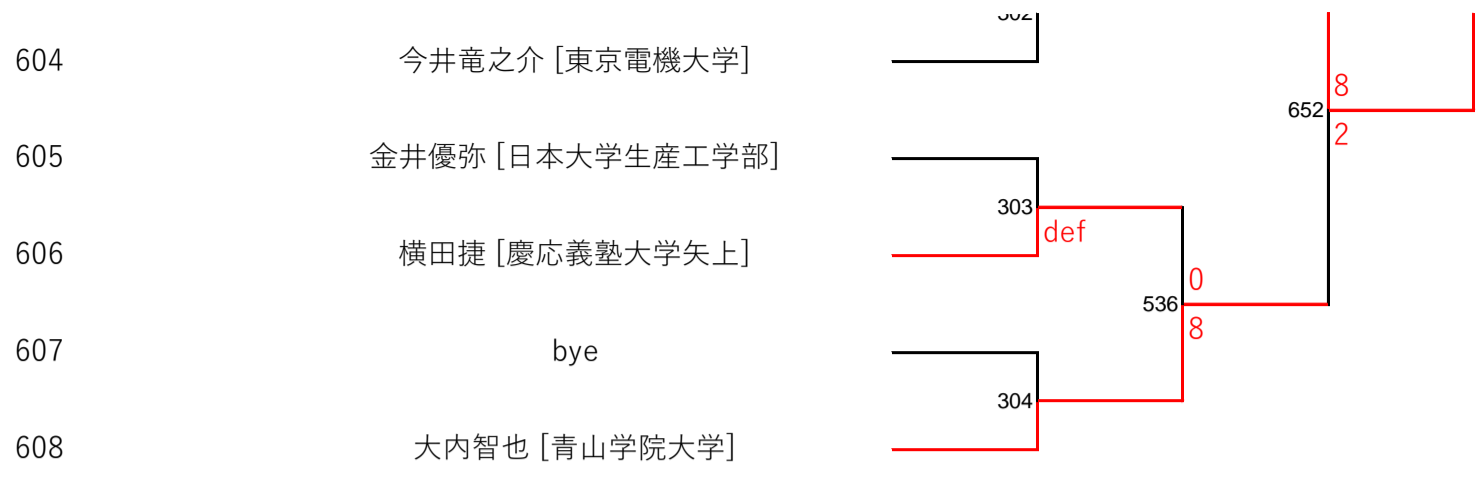 302
604 今井竜之介 [東京電機大学]
8
652
2
605 金井優弥 [日本大学生産工学部]
303
def
606 横田捷 [慶応義塾大学矢上]
0
536
8
607 bye
304
608 大内智也 [青山学院大学]